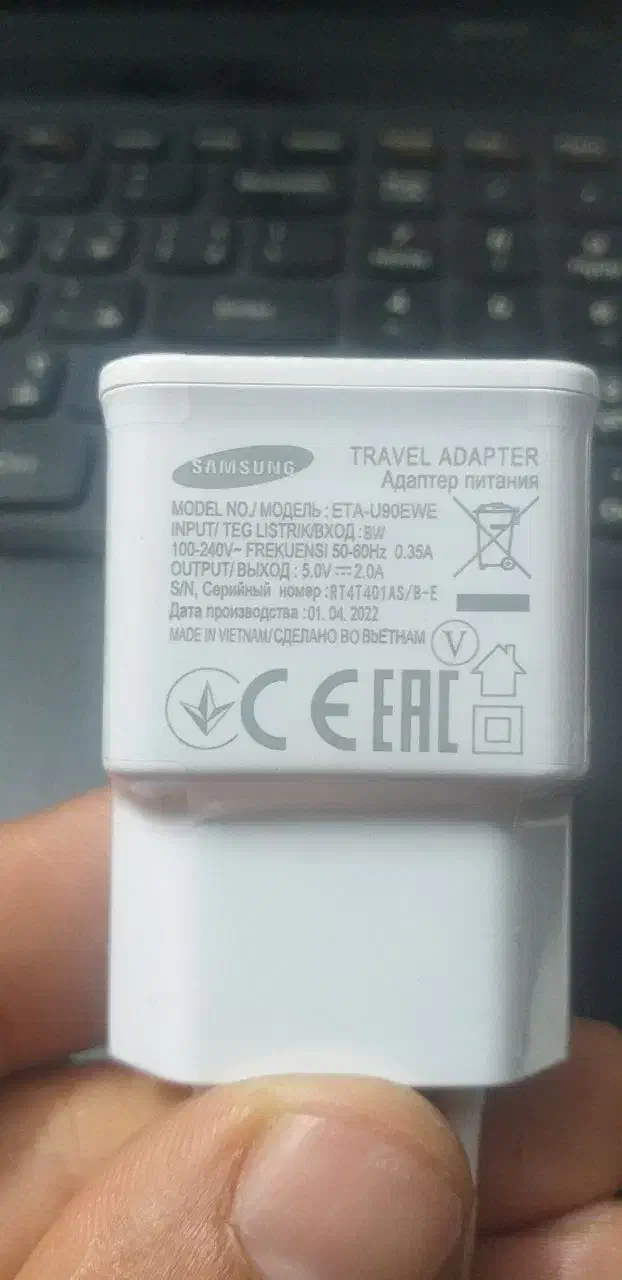 SAMSUNG
TRAVEL ADAPTER
Адаптер питания
MODEL NO./ МОДЕЛЬ : ETA-U90EWE
INPUT/ TEG LISTRIK/ВХОД : 8W
100-240V~ FREKUENSI 50-60Hz 0.35A
OUTPUT/ ВЫХОД : 5.0V⎓2.0A
S/N, Серийный номер :RT4T401AS/B-E
Дата производства :01. 04. 2022
MADE IN VIETNAM/СДЕЛАНО ВО ВЬЕТНАМ
V
CE EAC